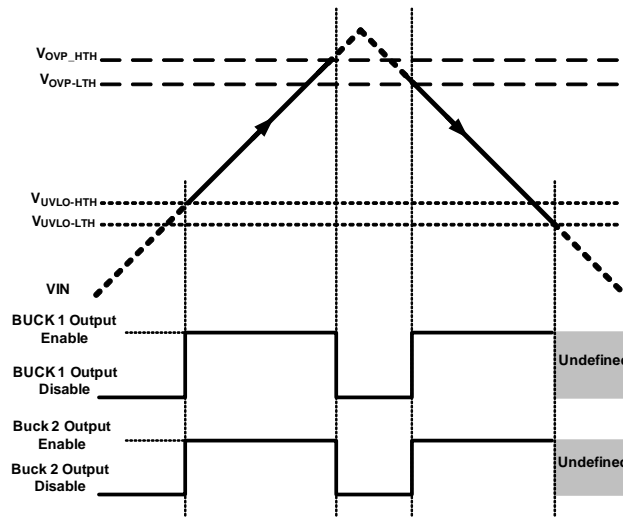 VOVP_HTH
VOVP-LTH
VUVLO-HTH
VUVLO-LTH
VIN
BUCK 1 Output
Enable
BUCK 1 Output
Disable
Undefined
Buck 2 Output
Enable
Buck 2 Output
Disable
Undefined